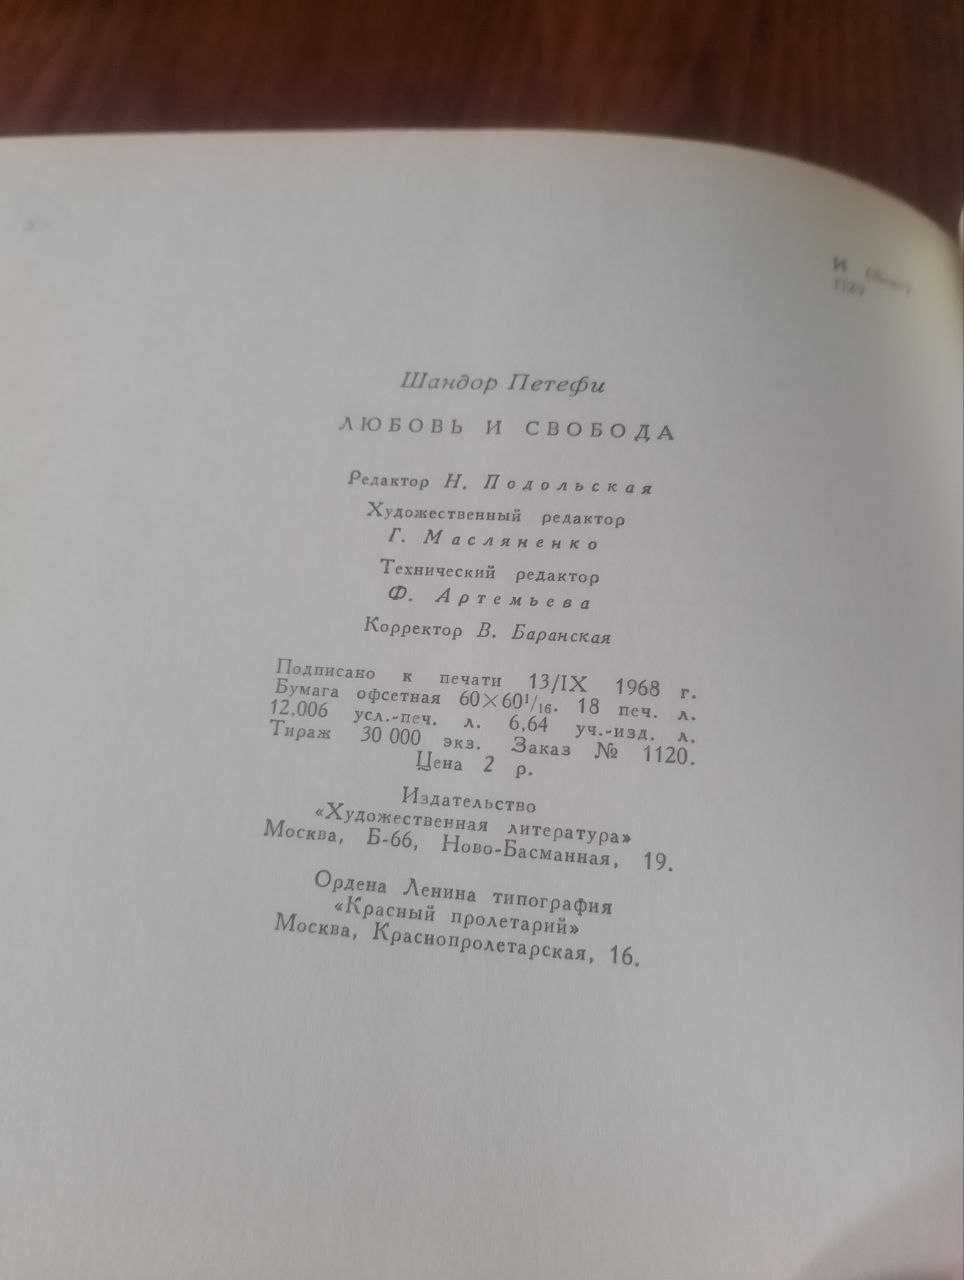 И
Шандор Петефи
ЛЮБОВЬ И СВОБОДА
Редактор Н. Подольская
Художественный редактор
Г. Масляненко
Технический редактор
Ф. Артемьева
Корректор В. Баранская
Подписано к печати 13/IX 1968 г.
Бумага офсетная 60×60¹/₁₆. 18 печ. л.
12,006 усл.-печ. л. 6,64 уч.-изд. л.
Тираж 30 000 экз. Заказ № 1120.
Цена 2 р.
Издательство
«Художественная литература»
Москва, Б-66, Ново-Басманная, 19.
Ордена Ленина типография
«Красный пролетарий»
Москва, Краснопролетарская, 16.